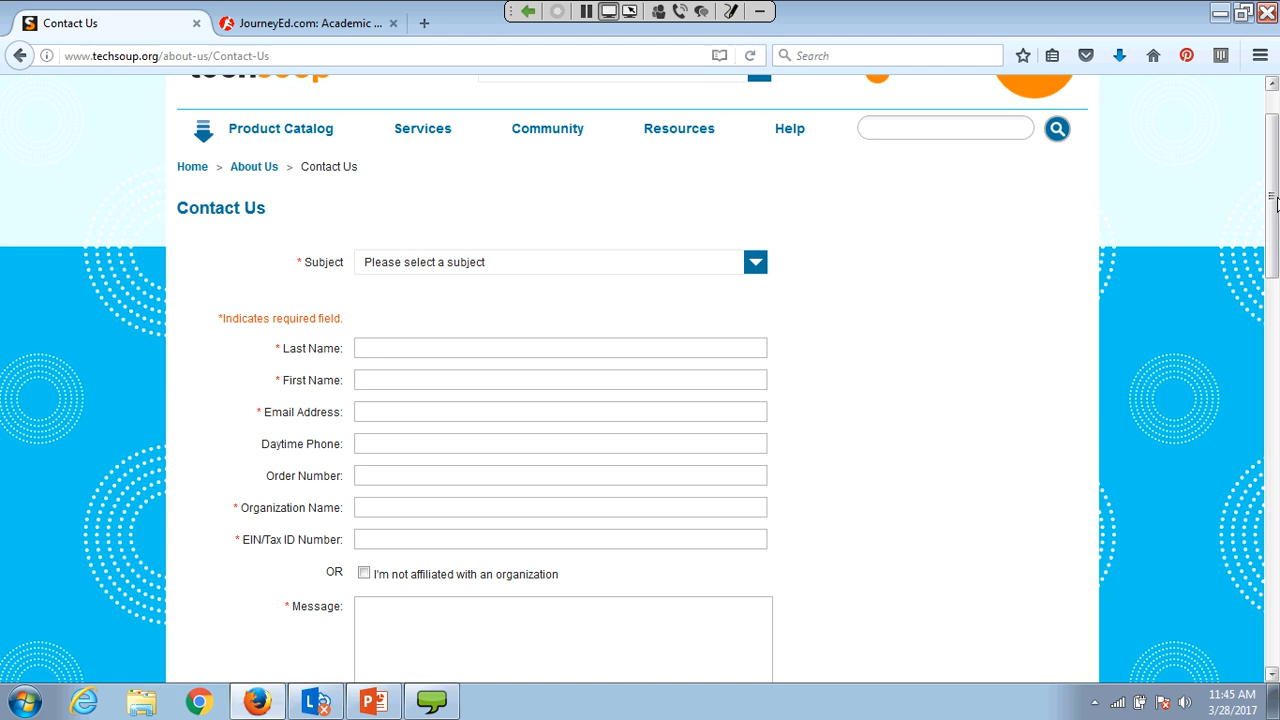 Contact Us
JourneyEd.com: Academic ...
www.techsoup.org/about-us/Contact-Us
Search
techsoup
Product Catalog
Services
Community
Resources
Help
Home > About Us > Contact Us
Contact Us
* Subject
Please select a subject
*Indicates required field.
* Last Name:
* First Name:
* Email Address:
Daytime Phone:
Order Number:
* Organization Name:
* EIN/Tax ID Number:
OR
I'm not affiliated with an organization
* Message:
11:45 AM
3/28/2017